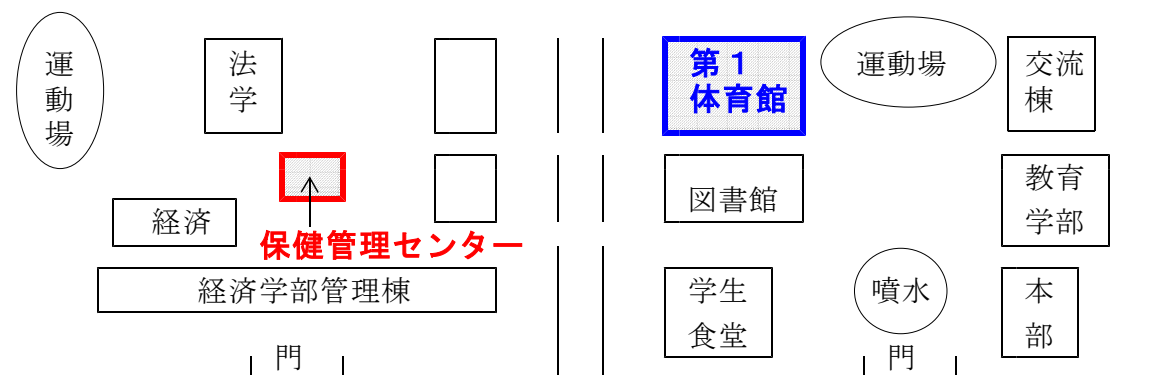 運動場
法学
第１
体育館
運動場
交流
棟
図書館
教育
学部
経済
保健管理センター
経済学部管理棟
学生
食堂
噴水
本
部
門
門